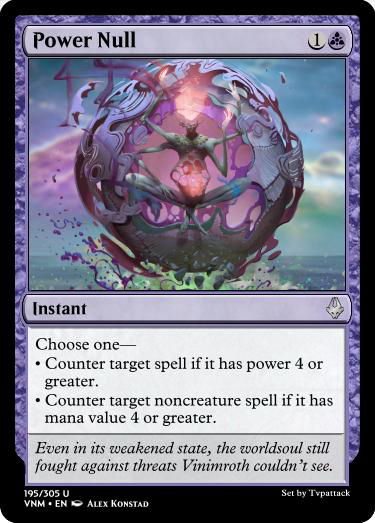 Power Null
1
Instant
Choose one—
• Counter target spell if it has power 4 or
greater.
• Counter target noncreature spell if it has
mana value 4 or greater.
Even in its weakened state, the worldsoul still
fought against threats Vinimroth couldn't see.
195/305 U
VNM • EN Alex Konstad
Set by Tvpattack